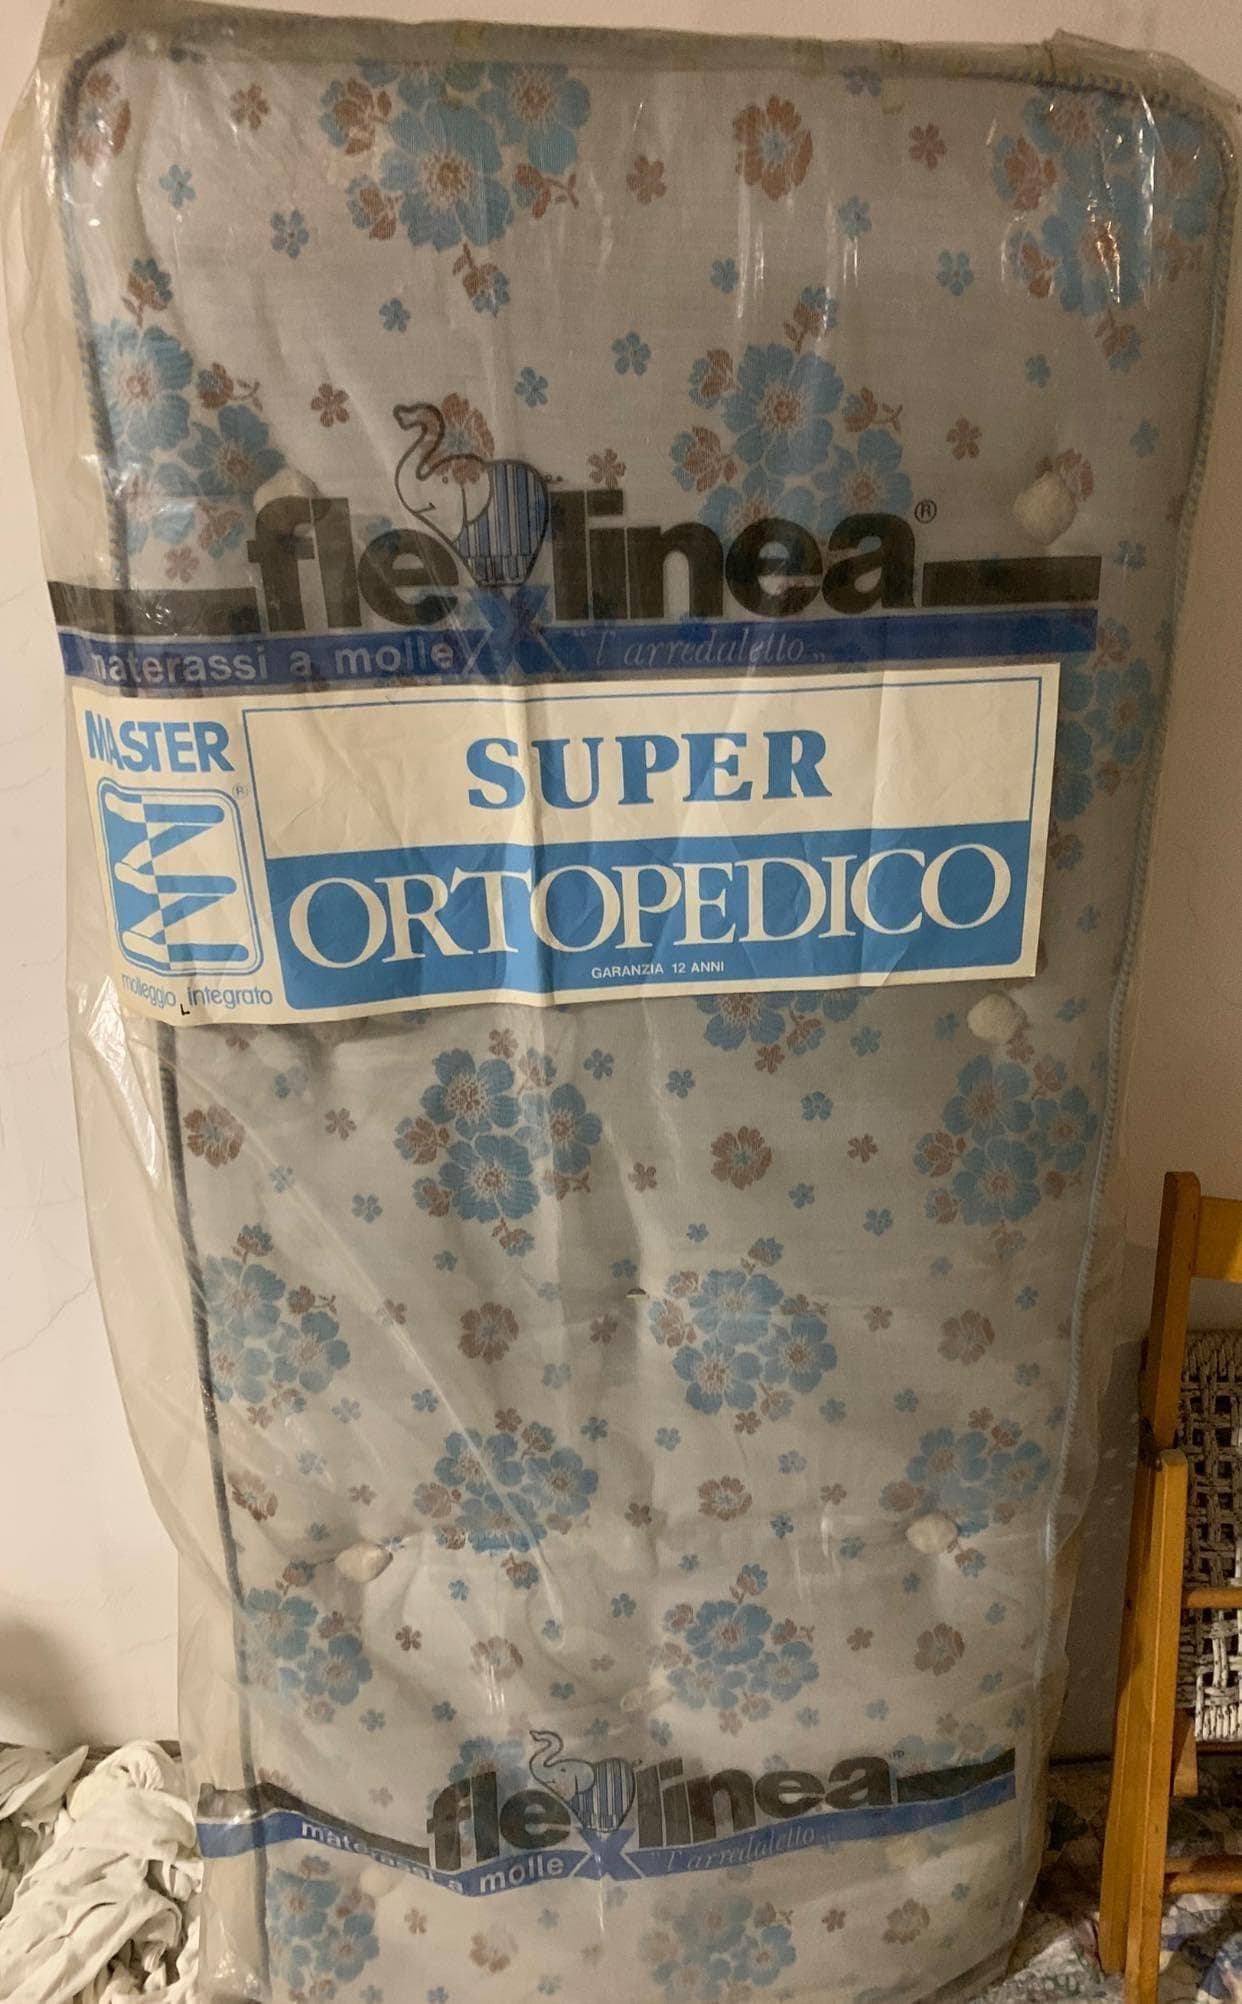 flexlinea®
materassi a molle "l'arredaletto"
MASTER
®
molleggio integrato
SUPER
ORTOPEDICO
GARANZIA 12 ANNI
flexlinea
materassi a molle "l'arredaletto"